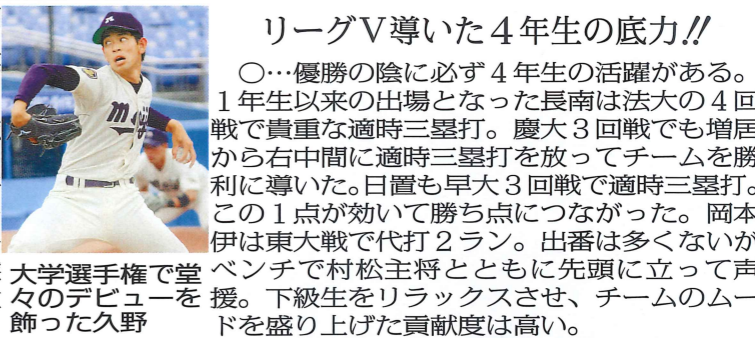 リーグV導いた4年生の底力!!
○…優勝の陰に必ず4年生の活躍がある。
1年生以来の出場となった長南は法大の4回
戦で貴重な適時三塁打。慶大3回戦でも増居
から右中間に適時三塁打を放ってチームを勝
利に導いた。日置も早大3回戦で適時三塁打。
この1点が効いて勝ち点につながった。岡本
伊は東大戦で代打2ラン。出番は多くないが
ベンチで村松主将とともに先頭に立って声
援。下級生をリラックスさせ、チームのムー
ドを盛り上げた貢献度は高い。
大学選手権で堂
々のデビューを
飾った久野
Meiji
M